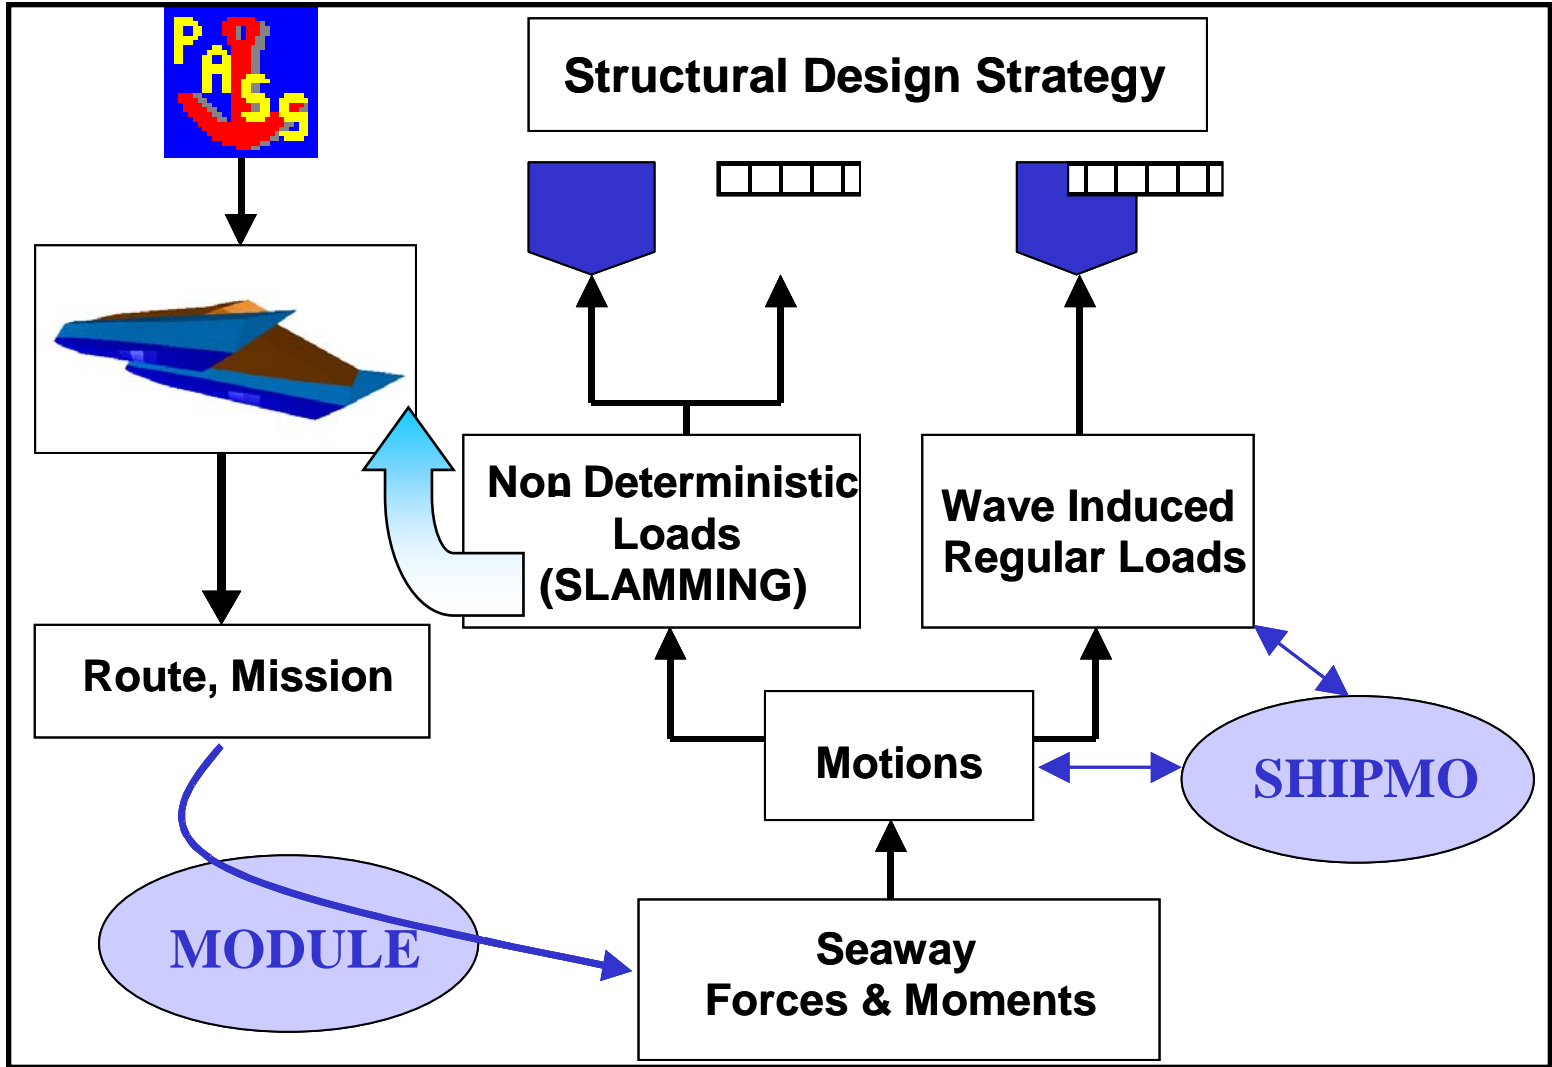 PASS
Structural Design Strategy
Non Deterministic
Loads
(SLAMMING)
Wave Induced
Regular Loads
Route, Mission
Motions
SHIPMO
MODULE
Seaway
Forces & Moments